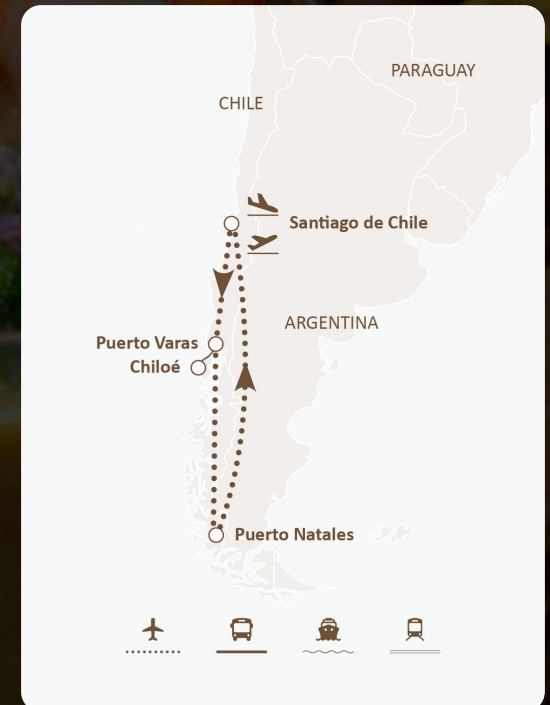 PARAGUAY
CHILE
Santiago de Chile
ARGENTINA
Puerto Varas
Chiloé
Puerto Natales